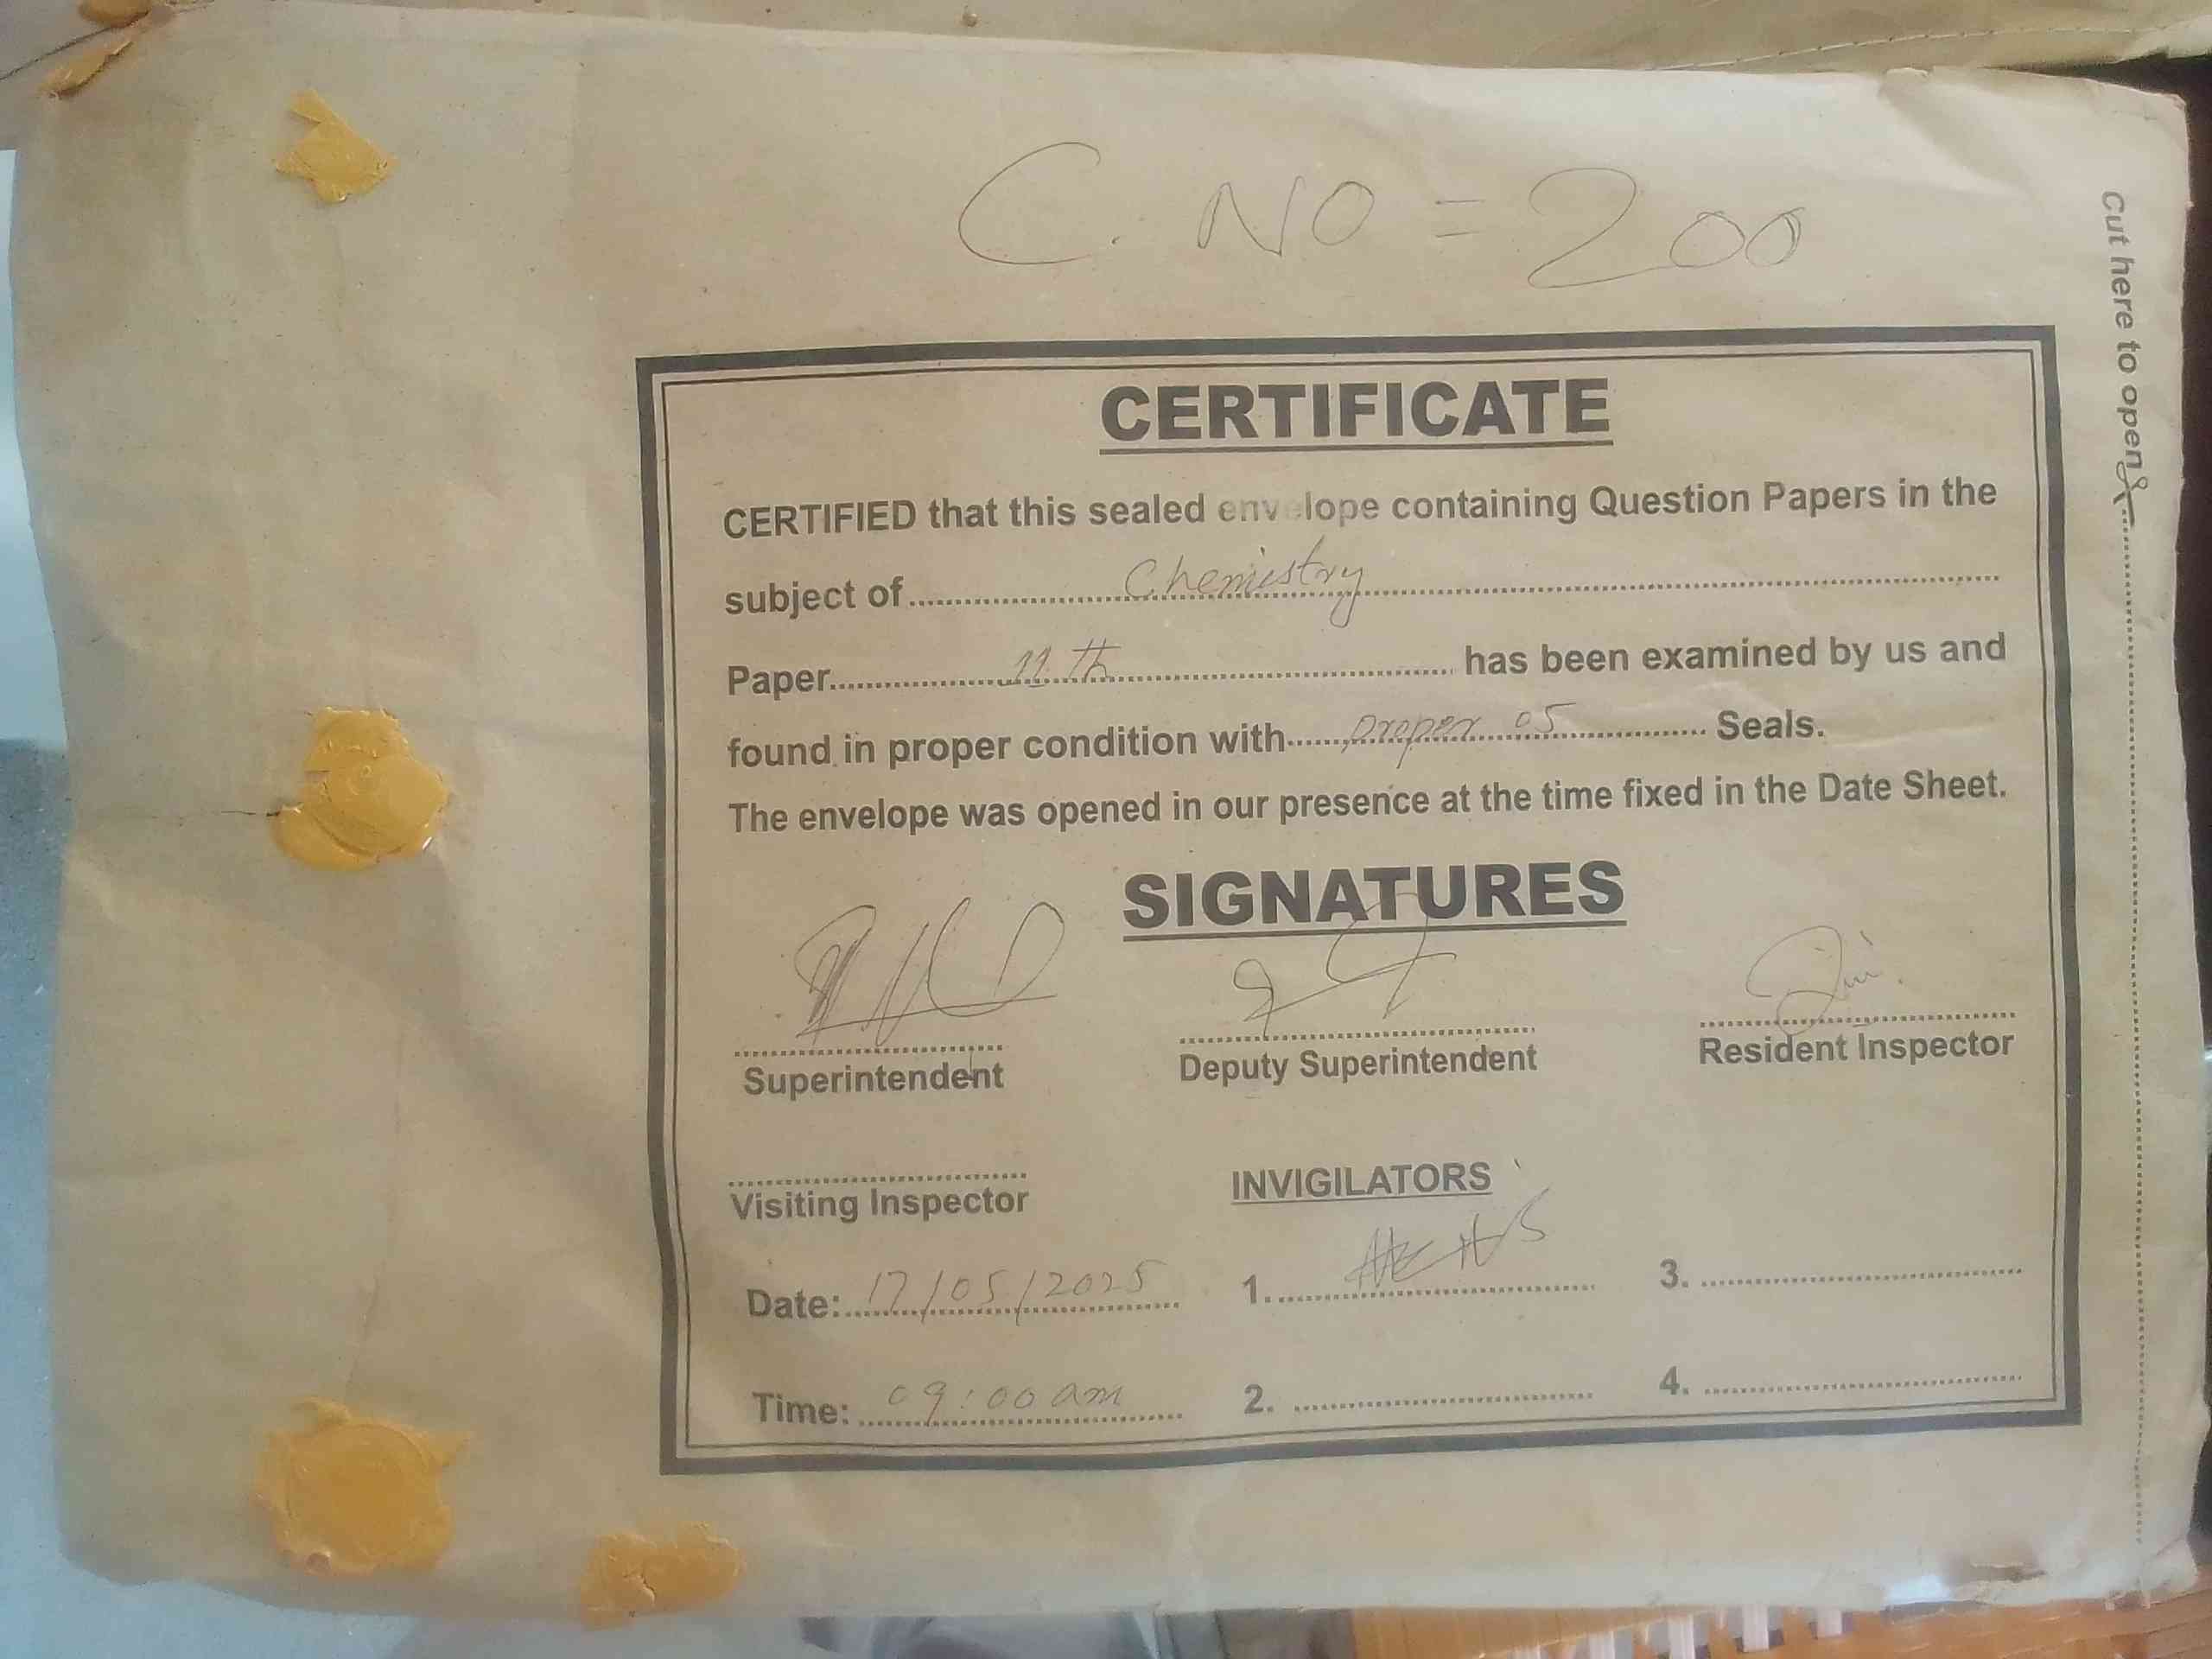 C. NO = 200
Cut here to open
CERTIFICATE
CERTIFIED that this sealed envelope containing Question Papers in the
subject of.......Chemistry.......
Paper.......11th....... has been examined by us and
found in proper condition with.......proper 05....... Seals.
The envelope was opened in our presence at the time fixed in the Date Sheet.
SIGNATURES
Superintendent Deputy Superintendent Resident Inspector
Visiting Inspector INVIGILATORS
Date: 17/05/2025 1. 3.
Time: 09:00 am 2. 4.